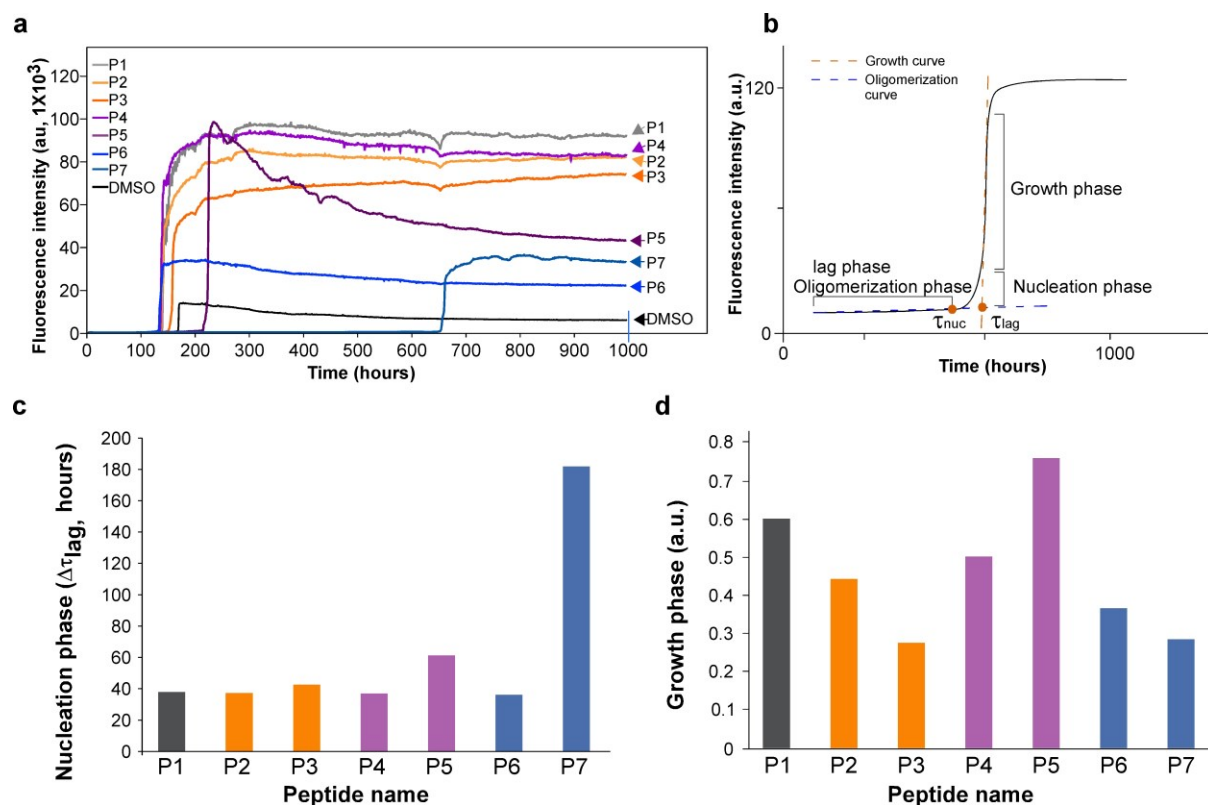 a
Fluorescence intensity (au, 1X10³)
120
100
80
60
40
20
0
P1
P2
P3
P4
P5
P6
P7
DMSO
P1
P4
P2
P3
P5
P7
P6
DMSO
0 100 200 300 400 500 600 700 800 900 1000
Time (hours)
b
Fluorescence intensity (a.u.)
120
0
Growth curve
Oligomerization
curve
Growth phase
lag phase
Oligomerization phase
Nucleation phase
τnuc
τlag
0 1000
Time (hours)
c
Nucleation phase (Δτlag, hours)
200
180
160
140
120
100
80
60
40
20
0
P1 P2 P3 P4 P5 P6 P7
Peptide name
d
Growth phase (a.u.)
0.8
0.7
0.6
0.5
0.4
0.3
0.2
0.1
0
P1 P2 P3 P4 P5 P6 P7
Peptide name